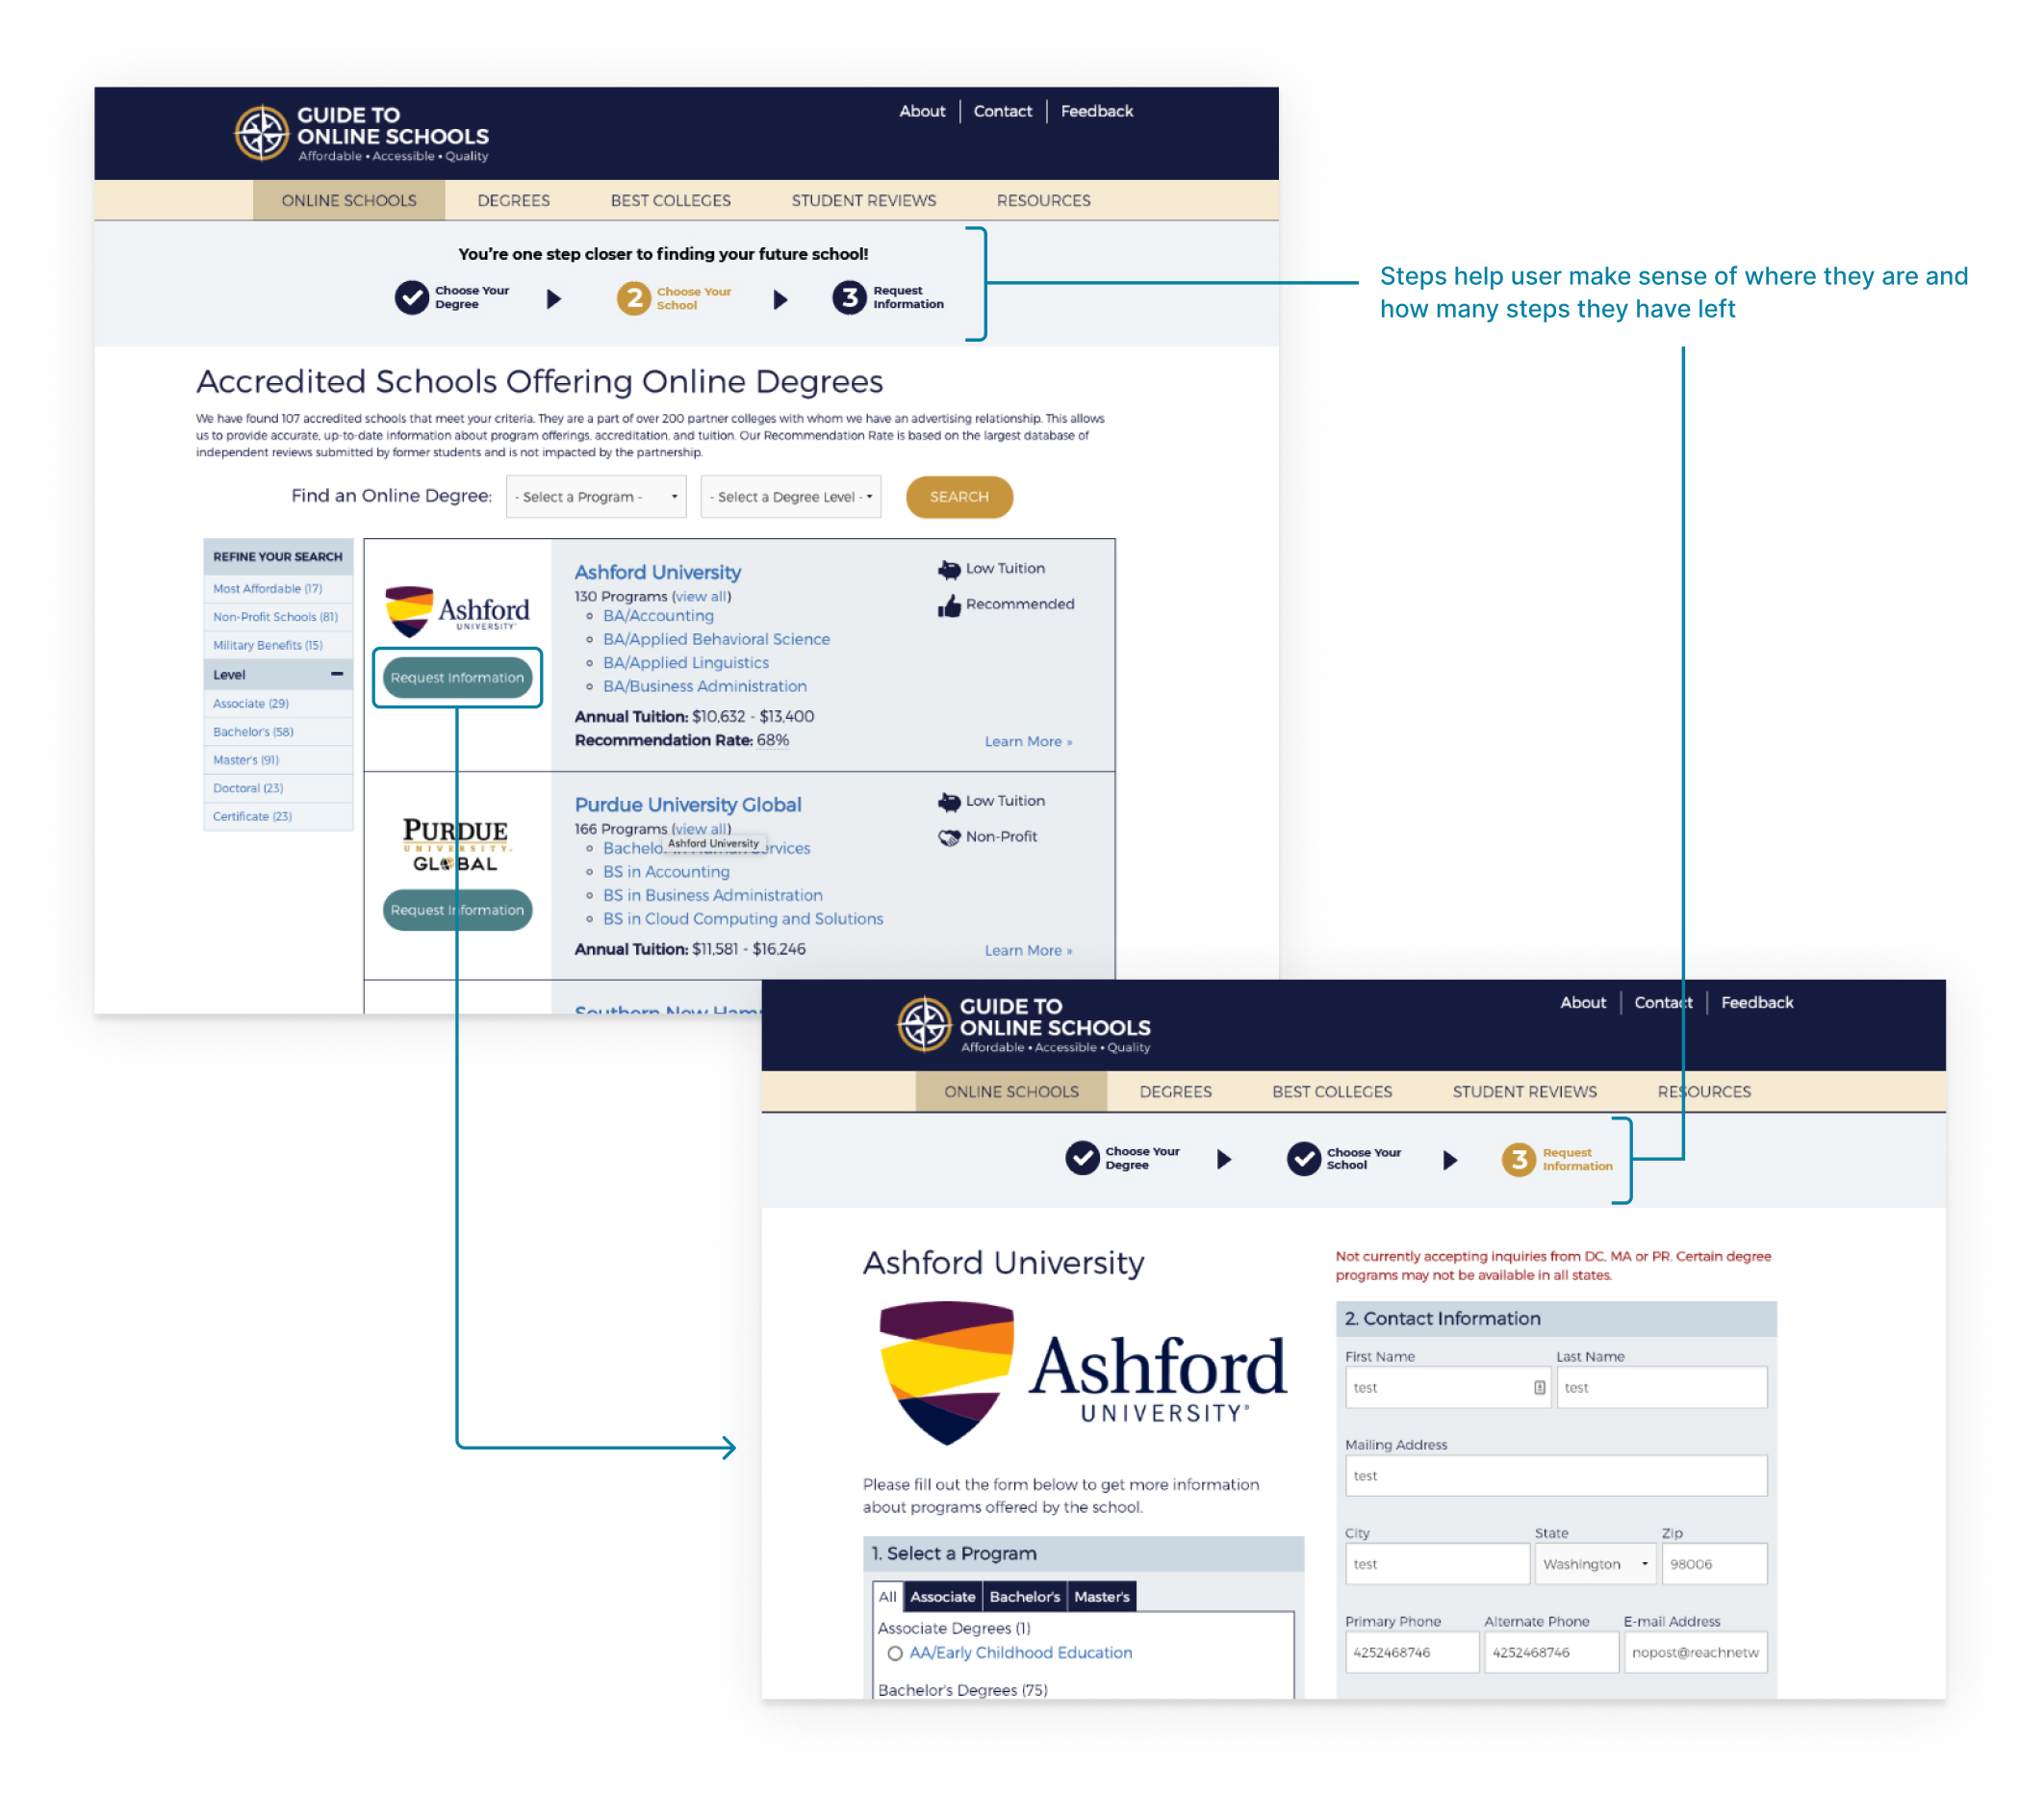 GUIDE TO
ONLINE SCHOOLS
Affordable • Accessible • Quality
About
Contact
Feedback
ONLINE SCHOOLS
DEGREES
BEST COLLEGES
STUDENT REVIEWS
RESOURCES
You're one step closer to finding your future school!
Choose Your
Degree
2
Choose Your
School
3
Request
Information
Steps help user make sense of where they are and
how many steps they have left
Accredited Schools Offering Online Degrees
We have found 107 accredited schools that meet your criteria. They are a part of over 200 partner colleges with whom we have an advertising relationship. This allows
us to provide accurate, up-to-date information about program offerings, accreditation, and tuition. Our Recommendation Rate is based on the largest database of
independent reviews submitted by former students and is not impacted by the partnership.
Find an Online Degree:
- Select a Program -
- Select a Degree Level -
SEARCH
REFINE YOUR SEARCH
Most Affordable (17)
Non-Profit Schools (81)
Military Benefits (15)
Level
Associate (29)
Bachelor's (58)
Master's (91)
Doctoral (23)
Certificate (23)
Ashford
UNIVERSITY
Request Information
Ashford University
130 Programs (view all)
BA/Accounting
BA/Applied Behavioral Science
BA/Applied Linguistics
BA/Business Administration
Annual Tuition: $10,632 - $13,400
Recommendation Rate: 68%
Low Tuition
Recommended
Learn More »
PURDUE
UNIVERSITY
GLOBAL
Request Information
Purdue University Global
166 Programs (view all)
Ashford University
BS in Accounting
BS in Business Administration
BS in Cloud Computing and Solutions
Annual Tuition: $11,581 - $16,246
Low Tuition
Non-Profit
Learn More »
Southern New Ham
GUIDE TO
ONLINE SCHOOLS
Affordable • Accessible • Quality
About
Contact
Feedback
ONLINE SCHOOLS
DEGREES
BEST COLLEGES
STUDENT REVIEWS
RESOURCES
Choose Your
Degree
Choose Your
School
3
Request
Information
Ashford University
Ashford
UNIVERSITY®
Please fill out the form below to get more information
about programs offered by the school.
1. Select a Program
All
Associate
Bachelor's
Master's
Associate Degrees (1)
AA/Early Childhood Education
Bachelor's Degrees (75)
Not currently accepting inquiries from DC, MA or PR. Certain degree
programs may not be available in all states.
2. Contact Information
First Name
Last Name
test
test
Mailing Address
test
City
State
Zip
test
Washington
98006
Primary Phone
Alternate Phone
E-mail Address
4252468746
4252468746
nopost@reachnetw